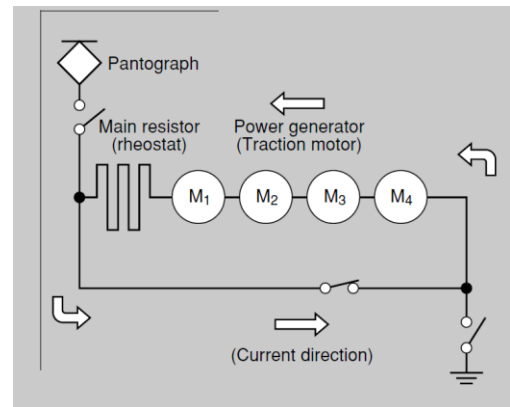 Pantograph
Main resistor
(rheostat)
Power generator
(Traction motor)
M1
M2
M3
M4
(Current direction)